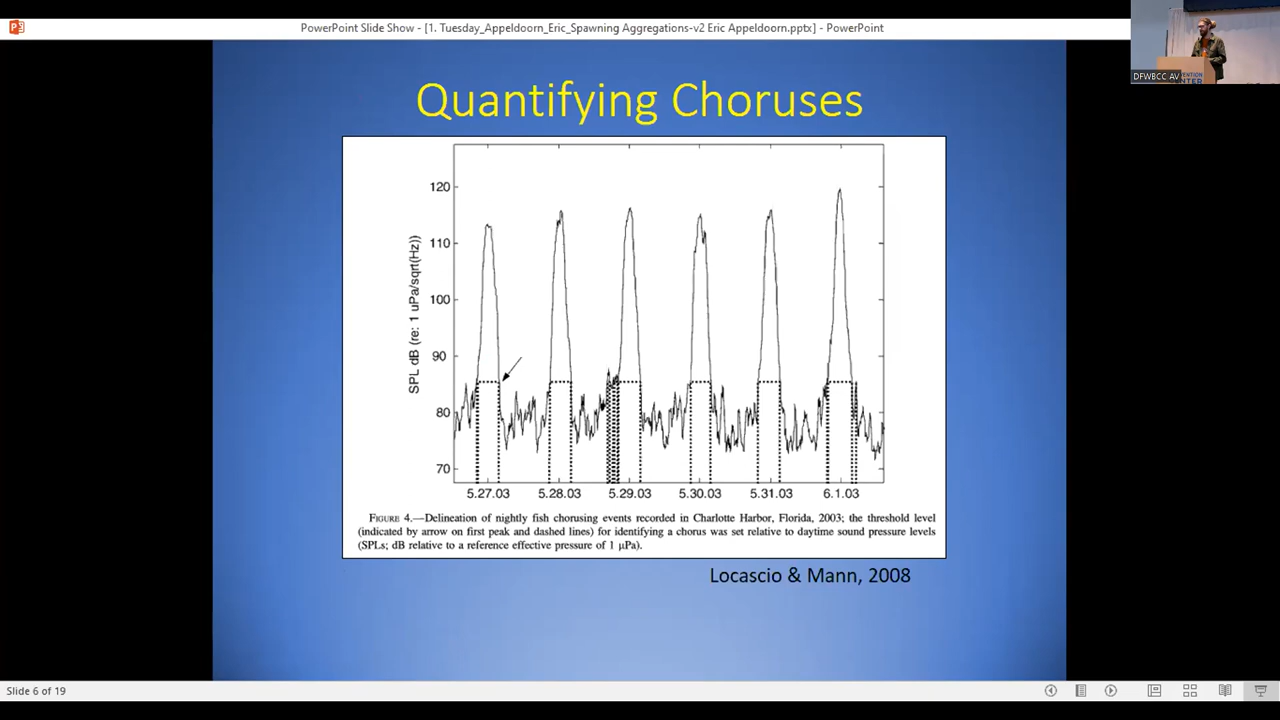 PowerPoint Slide Show - [1. Tuesday_Appeldoorn_Eric_Spawning Aggregations-v2 Eric Appeldoorn.pptx] - PowerPoint
DFWBCC AV
CENTER
Quantifying Choruses
SPL dB (re: 1 uPa/sqrt(Hz))
120
110
100
90
80
70
5.27.03 5.28.03 5.29.03 5.30.03 5.31.03 6.1.03
FIGURE 4.—Delineation of nightly fish chorusing events recorded in Charlotte Harbor, Florida, 2003; the threshold level
(indicated by arrow on first peak and dashed lines) for identifying a chorus was set relative to daytime sound pressure levels
(SPLs; dB relative to a reference effective pressure of 1 μPa).
Locascio & Mann, 2008
Slide 6 of 19